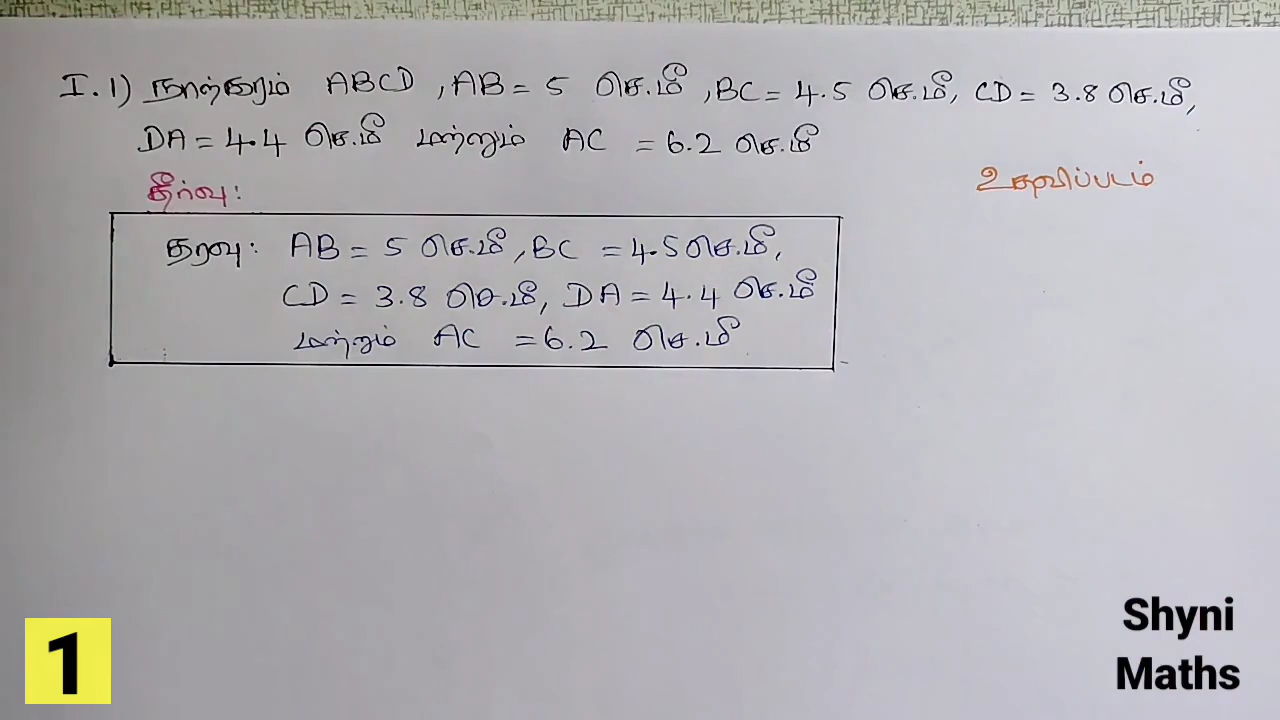 I. 1) நாற்கரம் ABCD , AB = 5 செ.மீ , BC = 4.5 செ.மீ, CD = 3.8 செ.மீ,
DA = 4.4 செ.மீ மற்றும் AC = 6.2 செ.மீ
தீர்வு:
உதவிப்படம்
தரவு: AB = 5 செ.மீ , BC = 4.5 செ.மீ,
CD = 3.8 செ.மீ, DA = 4.4 செ.மீ
மற்றும் AC = 6.2 செ.மீ
1
Shyni
Maths